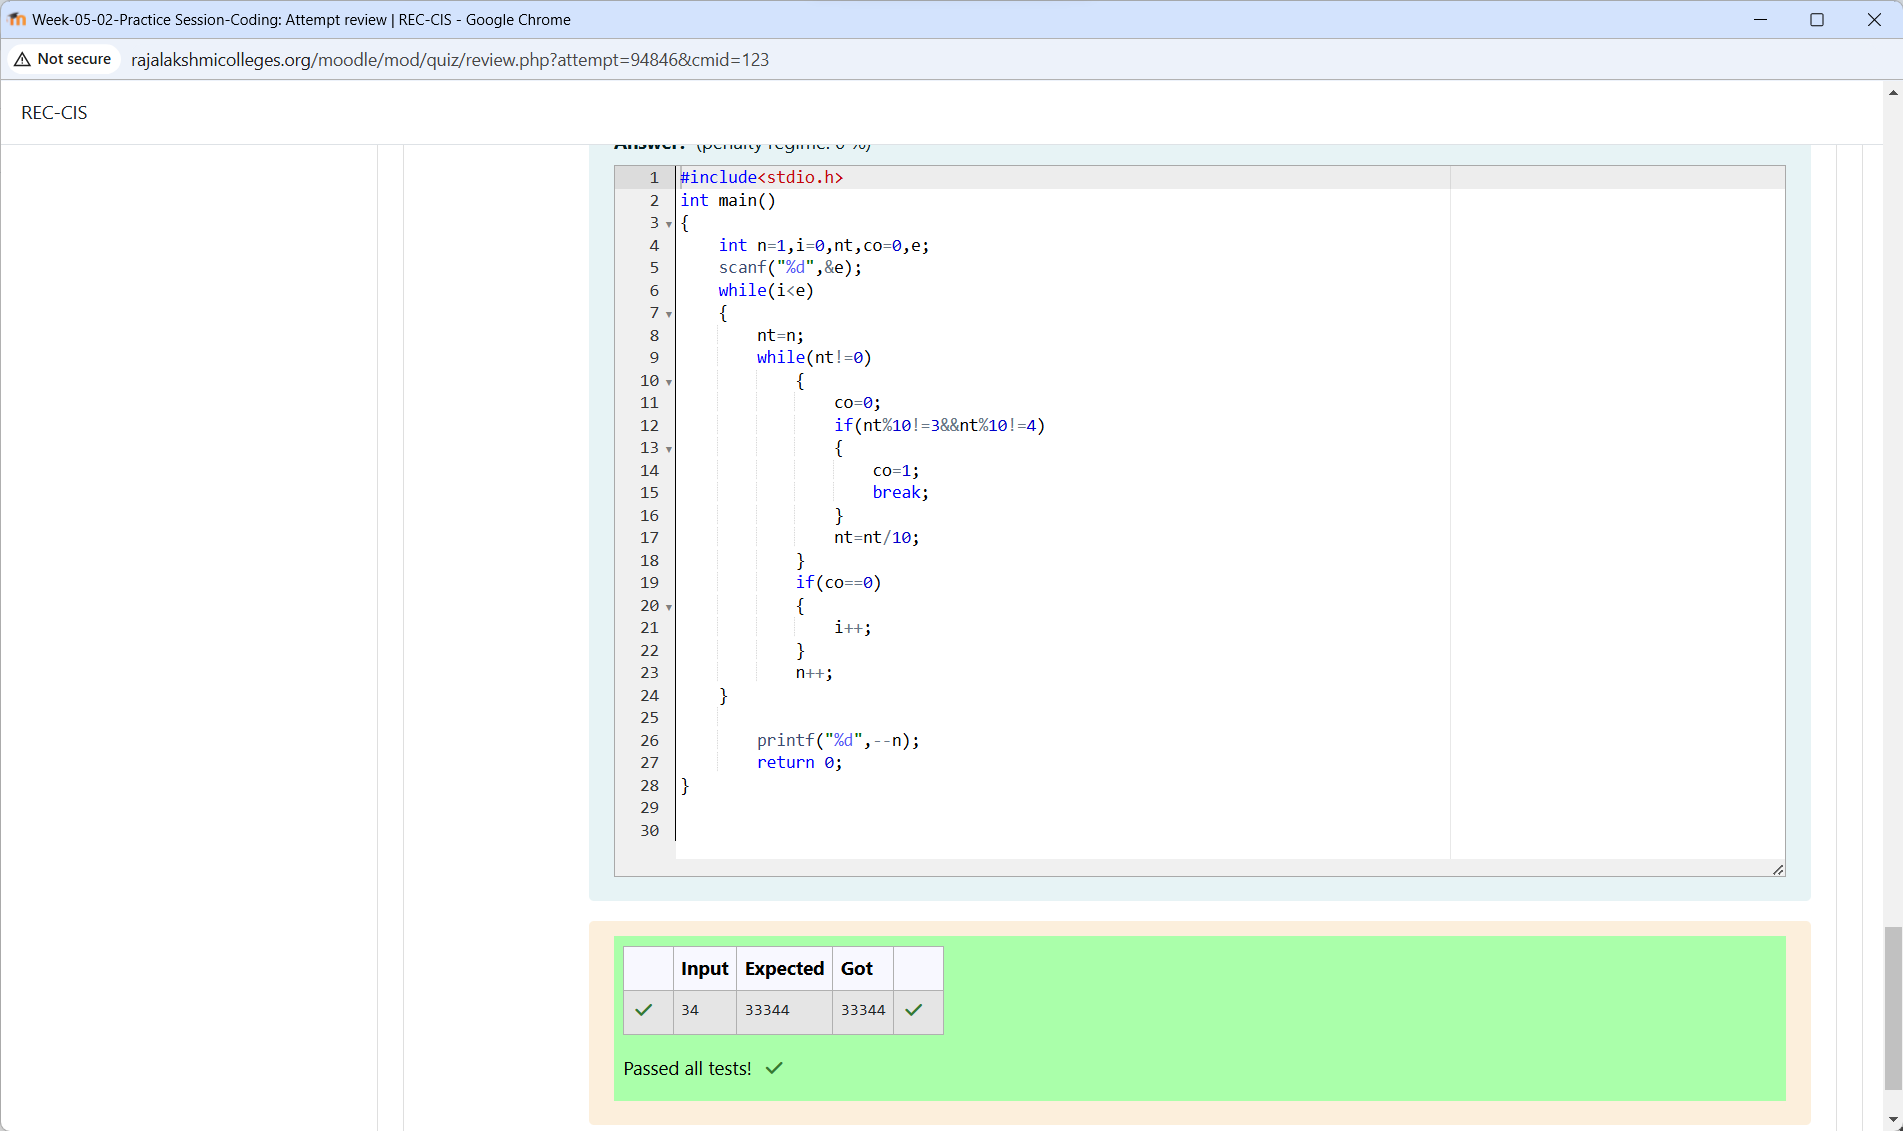 Week-05-02-Practice Session-Coding: Attempt review | REC-CIS - Google Chrome
Not secure rajalakshmicolleges.org/moodle/mod/quiz/review.php?attempt=94846&cmid=123
REC-CIS
Answer: (penalty regime: 0 %)
1 #include<stdio.h>
2 int main()
3 {
4     int n=1,i=0,nt,co=0,e;
5     scanf("%d",&e);
6     while(i<e)
7     {
8         nt=n;
9         while(nt!=0)
10             {
11                 co=0;
12                 if(nt%10!=3&&nt%10!=4)
13                 {
14                     co=1;
15                     break;
16                 }
17                 nt=nt/10;
18             }
19             if(co==0)
20             {
21                 i++;
22             }
23             n++;
24     }
25
26         printf("%d",--n);
27         return 0;
28 }
29
30
Input Expected Got
34 33344 33344
Passed all tests!